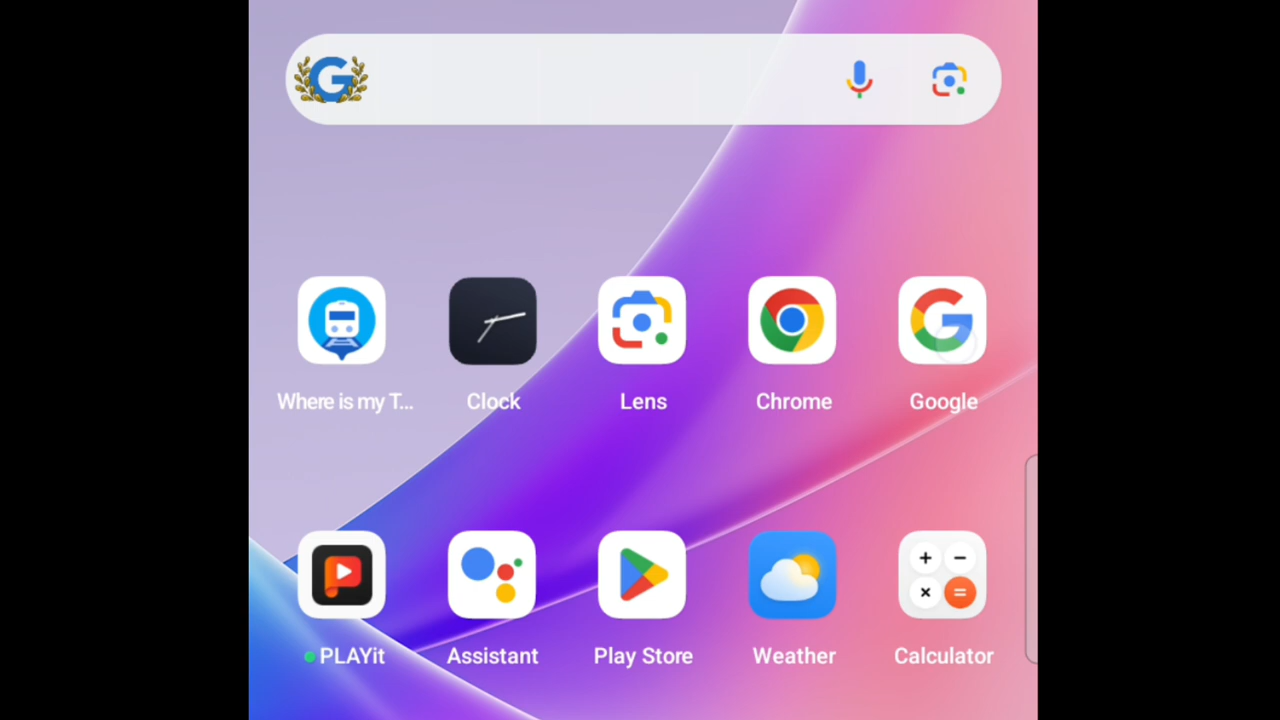 G
Where is my T...
Clock
Lens
Chrome
Google
PLAYit
Assistant
Play Store
Weather
Calculator